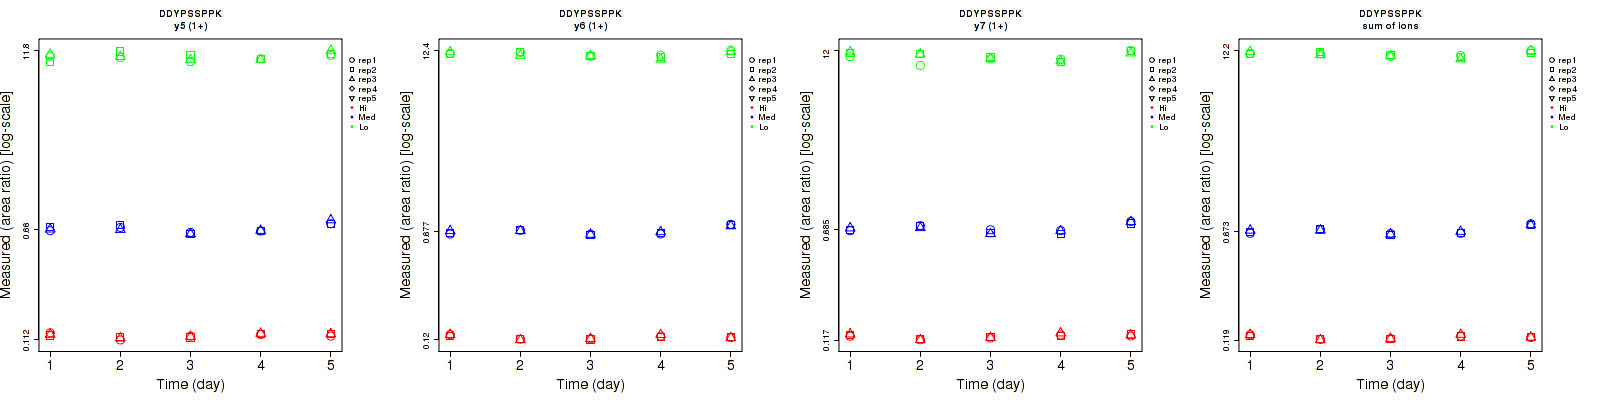 DDYPSSPPK
y5 (1+)
Measured (area ratio) [log-scale]
11.8
0.66
0.112
1 2 3 4 5
Time (day)
rep1
rep2
rep3
rep4
rep5
Hi
Med
Lo
DDYPSSPPK
y6 (1+)
Measured (area ratio) [log-scale]
12.4
0.677
0.12
1 2 3 4 5
Time (day)
rep1
rep2
rep3
rep4
rep5
Hi
Med
Lo
DDYPSSPPK
y7 (1+)
Measured (area ratio) [log-scale]
12
0.685
0.117
1 2 3 4 5
Time (day)
rep1
rep2
rep3
rep4
rep5
Hi
Med
Lo
DDYPSSPPK
sum of ions
Measured (area ratio) [log-scale]
12.2
0.673
0.119
1 2 3 4 5
Time (day)
rep1
rep2
rep3
rep4
rep5
Hi
Med
Lo